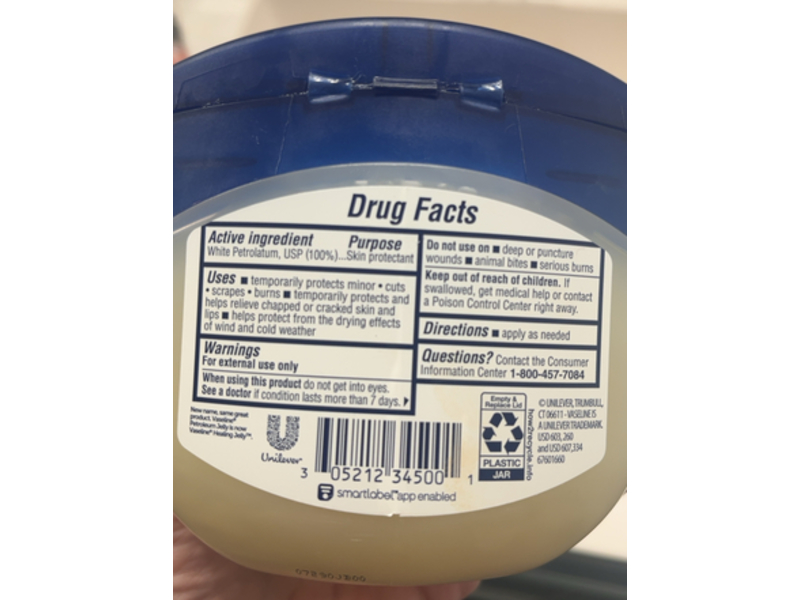 Drug Facts
Active ingredient Purpose
White Petrolatum, USP (100%)...Skin protectant
Uses ■ temporarily protects minor • cuts
• scrapes • burns ■ temporarily protects and
helps relieve chapped or cracked skin and
lips ■ helps protect from the drying effects
of wind and cold weather
Warnings
For external use only
When using this product do not get into eyes.
See a doctor if condition lasts more than 7 days.
Do not use on ■ deep or puncture
wounds ■ animal bites ■ serious burns
Keep out of reach of children. If
swallowed, get medical help or contact
a Poison Control Center right away.
Directions ■ apply as needed
Questions? Contact the Consumer
Information Center 1-800-457-7084
New name, same great
product. Vaseline®
Petroleum Jelly is now
Vaseline® Healing Jelly™.
Unilever
3 05212 34500 1
smartlabel™ app enabled
Empty &
Replace Lid
PLASTIC
JAR
how2recycle.info
© UNILEVER, TRUMBULL,
CT 06611 - VASELINE IS
A UNILEVER TRADEMARK.
USD 603,260
and USD 607,334
67601660